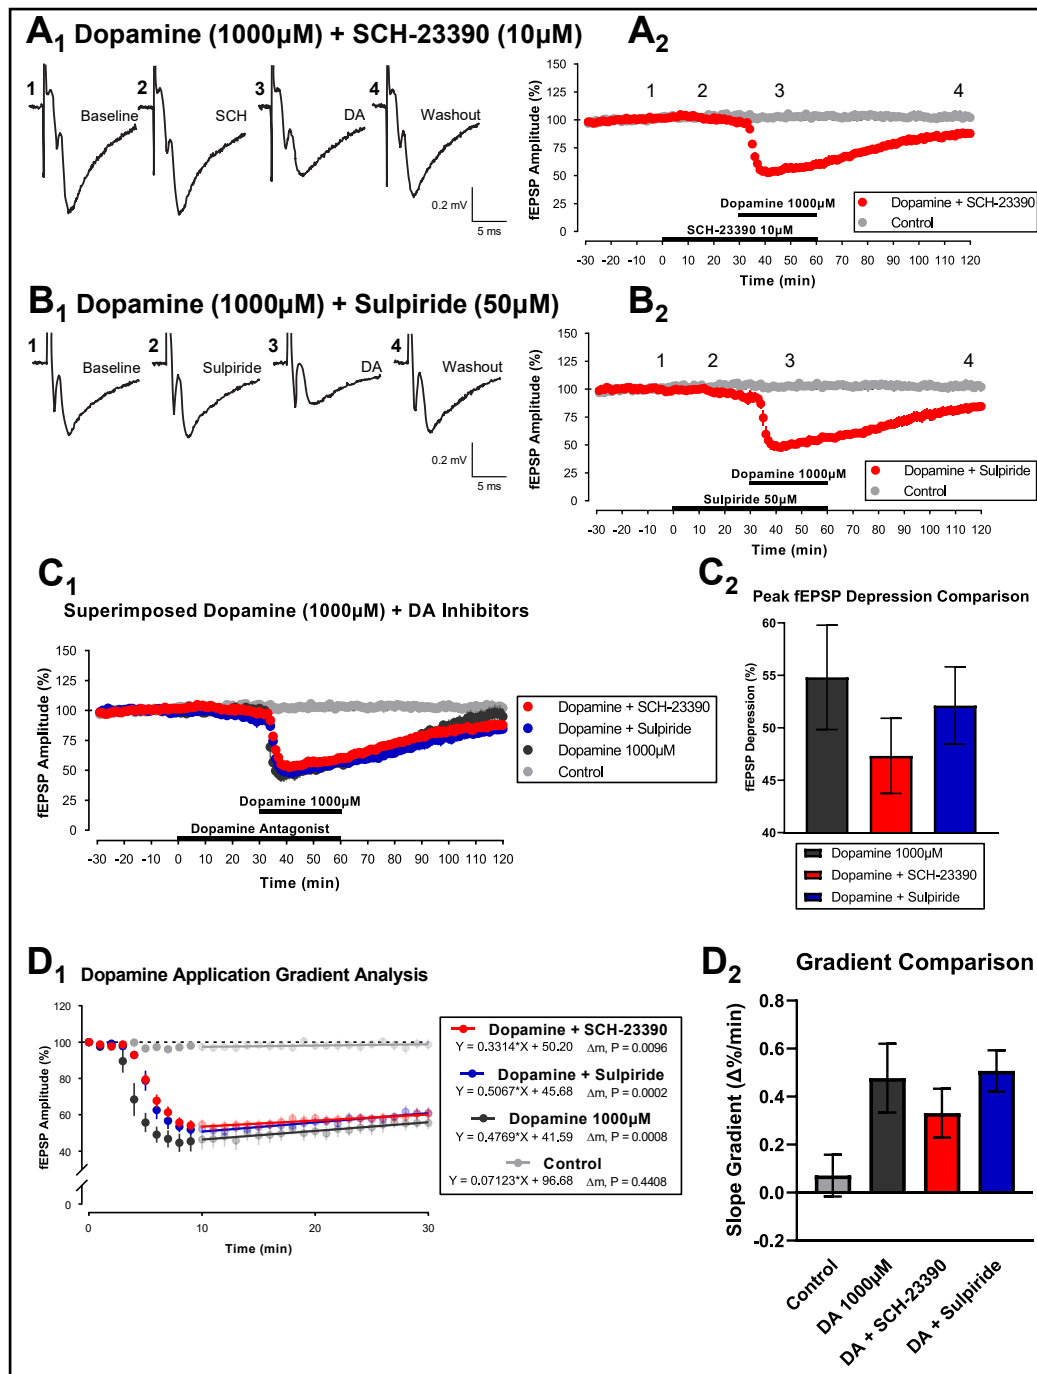 A1 Dopamine (1000µM) + SCH-23390 (10µM)
1
Baseline
2
SCH
3
DA
4
Washout
0.2 mV
5 ms
A2
fEPSP Amplitude (%)
150
125
100
75
50
25
0
1 2 3 4
Dopamine 1000µM
SCH-23390 10µM
Dopamine + SCH-23390
Control
-30 -20 -10 0 10 20 30 40 50 60 70 80 90 100 110 120
Time (min)
B1 Dopamine (1000µM) + Sulpiride (50µM)
1
Baseline
2
Sulpiride
3
DA
4
Washout
0.2 mV
5 ms
B2
fEPSP Amplitude (%)
150
125
100
75
50
25
0
1 2 3 4
Dopamine 1000µM
Sulpiride 50µM
Dopamine + Sulpiride
Control
-30 -20 -10 0 10 20 30 40 50 60 70 80 90 100 110 120
Time (min)
C1
Superimposed Dopamine (1000µM) + DA Inhibitors
fEPSP Amplitude (%)
150
125
100
75
50
25
0
Dopamine 1000µM
Dopamine Antagonist
-30 -20 -10 0 10 20 30 40 50 60 70 80 90 100 110 120
Time (min)
Dopamine + SCH-23390
Dopamine + Sulpiride
Dopamine 1000µM
Control
C2
Peak fEPSP Depression Comparison
fEPSP Depression (%)
60
55
50
45
40
Dopamine 1000µM
Dopamine + SCH-23390
Dopamine + Sulpiride
D1 Dopamine Application Gradient Analysis
fEPSP Amplitude (%)
120
100
80
60
40
0
0 10 20 30
Time (min)
Dopamine + SCH-23390
Y = 0.3314*X + 50.20 Δm, P = 0.0096
Dopamine + Sulpiride
Y = 0.5067*X + 45.68 Δm, P = 0.0002
Dopamine 1000µM
Y = 0.4769*X + 41.59 Δm, P = 0.0008
Control
Y = 0.07123*X + 96.68 Δm, P = 0.4408
D2 Gradient Comparison
Slope Gradient (Δ%/min)
0.8
0.6
0.4
0.2
0.0
-0.2
Control
DA 1000µM
DA + SCH-23390
DA + Sulpiride